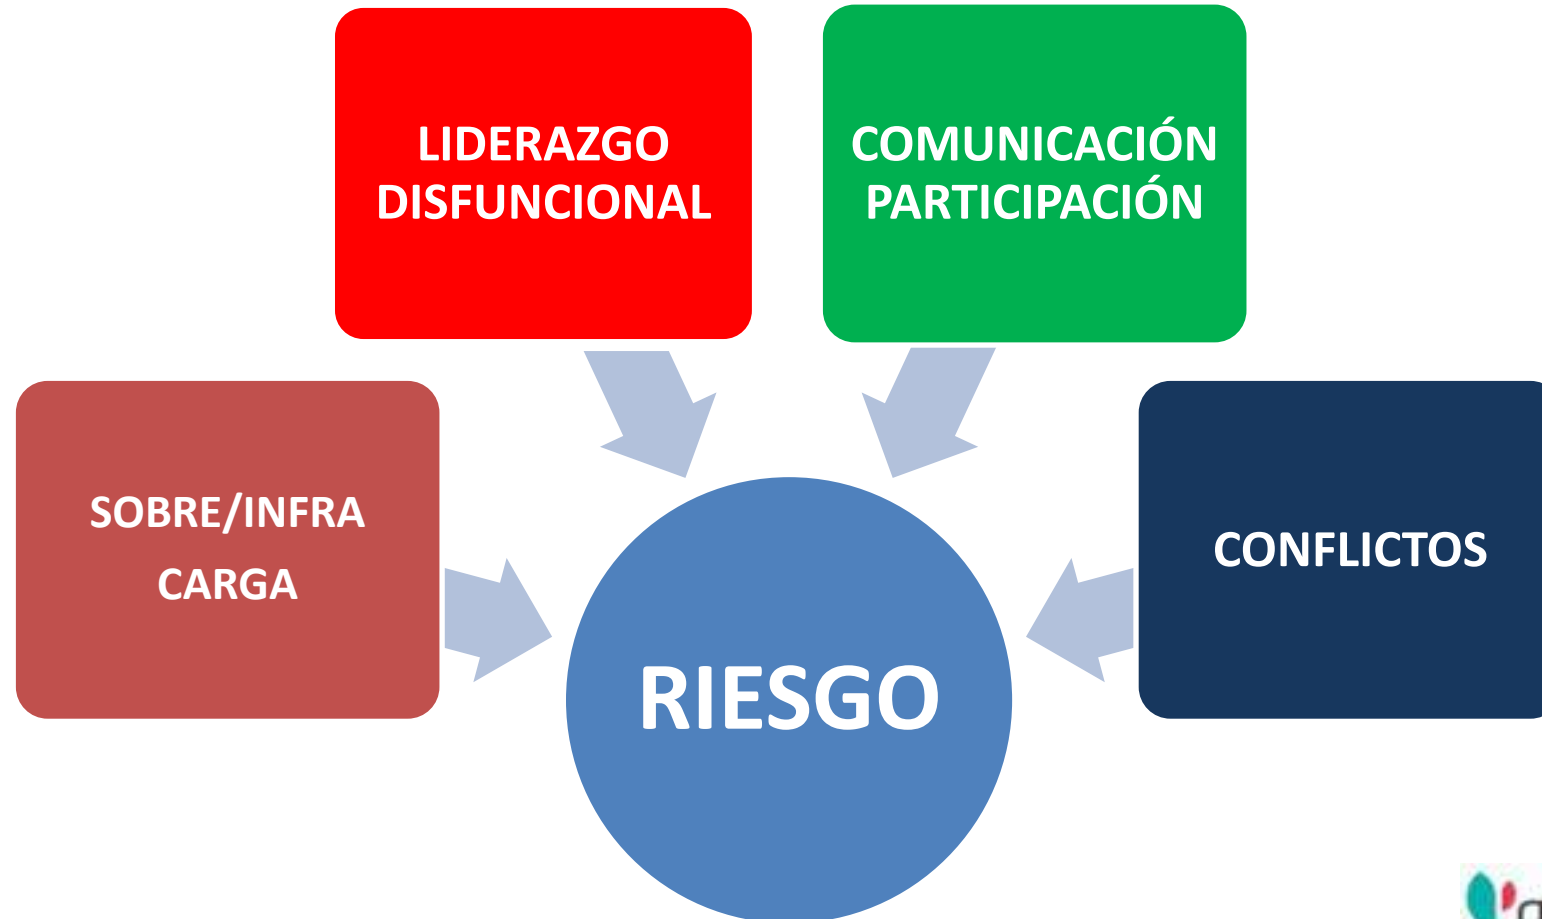 LIDERAZGO
DISFUNCIONAL
COMUNICACIÓN
PARTICIPACIÓN
SOBRE/INFRA
CARGA
CONFLICTOS
RIESGO